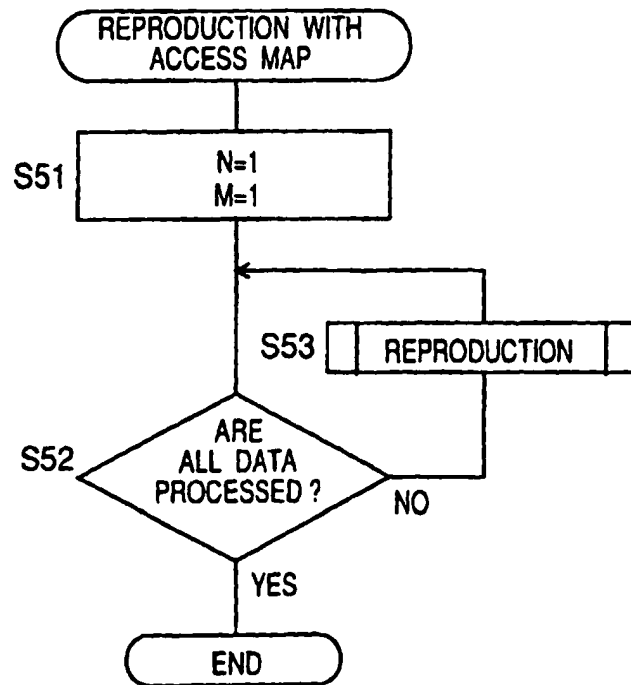 REPRODUCTION WITH
ACCESS MAP
S51
N=1
M=1
S53
REPRODUCTION
S52
ARE
ALL DATA
PROCESSED ?
NO
YES
END